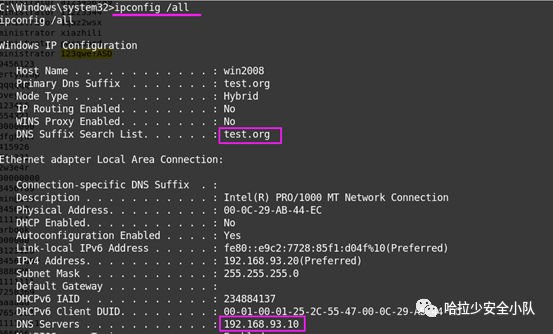 C:\Windows\system32>ipconfig /all
ipconfig /all
Windows IP Configuration
Host Name . . . . . . . . . . . . : win2008
Primary Dns Suffix . . . . . . . : test.org
Node Type . . . . . . . . . . . . : Hybrid
IP Routing Enabled. . . . . . . . : No
WINS Proxy Enabled. . . . . . . . : No
DNS Suffix Search List. . . . . . : test.org
Ethernet adapter Local Area Connection:
Connection-specific DNS Suffix . :
Description . . . . . . . . . . . : Intel(R) PRO/1000 MT Network Connection
Physical Address. . . . . . . . . : 00-0C-29-AB-44-EC
DHCP Enabled. . . . . . . . . . . : No
Autoconfiguration Enabled . . . . : Yes
Link-local IPv6 Address . . . . . : fe80::e9c2:7728:85f1:d04f%10(Preferred)
IPv4 Address. . . . . . . . . . . : 192.168.93.20(Preferred)
Subnet Mask . . . . . . . . . . . : 255.255.255.0
Default Gateway . . . . . . . . . :
DHCPv6 IAID . . . . . . . . . . . : 234884137
DHCPv6 Client DUID. . . . . . . . : 00-01-00-01-25-2C-55-47-00-0C-29-A
DNS Servers . . . . . . . . . . . : 192.168.93.10
哈拉少安全小队